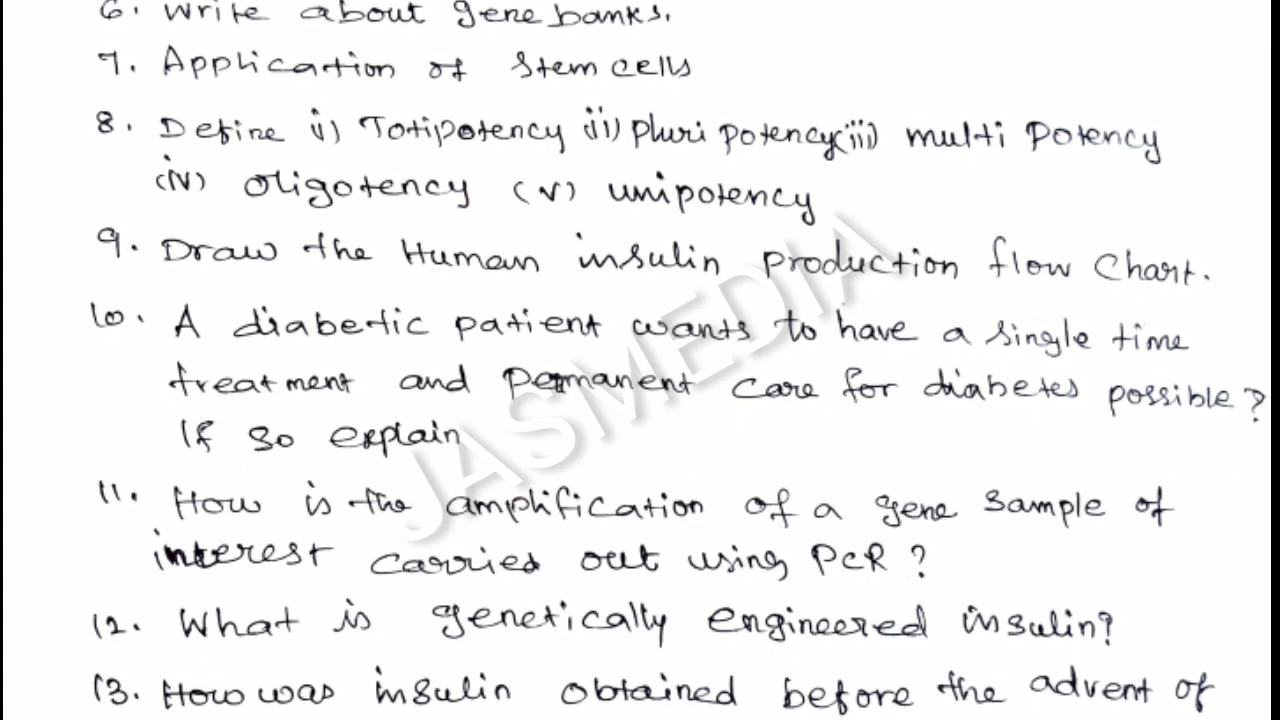 6. Write about gene banks.
7. Application of Stem cells
8. Define i) Totipotency ii) pluri potency (iii) multi Potency
(iv) oligotency (v) unipotency
9. Draw the Human insulin production flow Chart.
10. A diabetic patient wants to have a single time
treatment and permanent care for diabetes possible?
If so explain
11. How is the amplification of a gene sample of
interest carried out using PCR?
12. What is genetically engineered insulin?
13. How was insulin obtained before the advent of
JASMEDIA